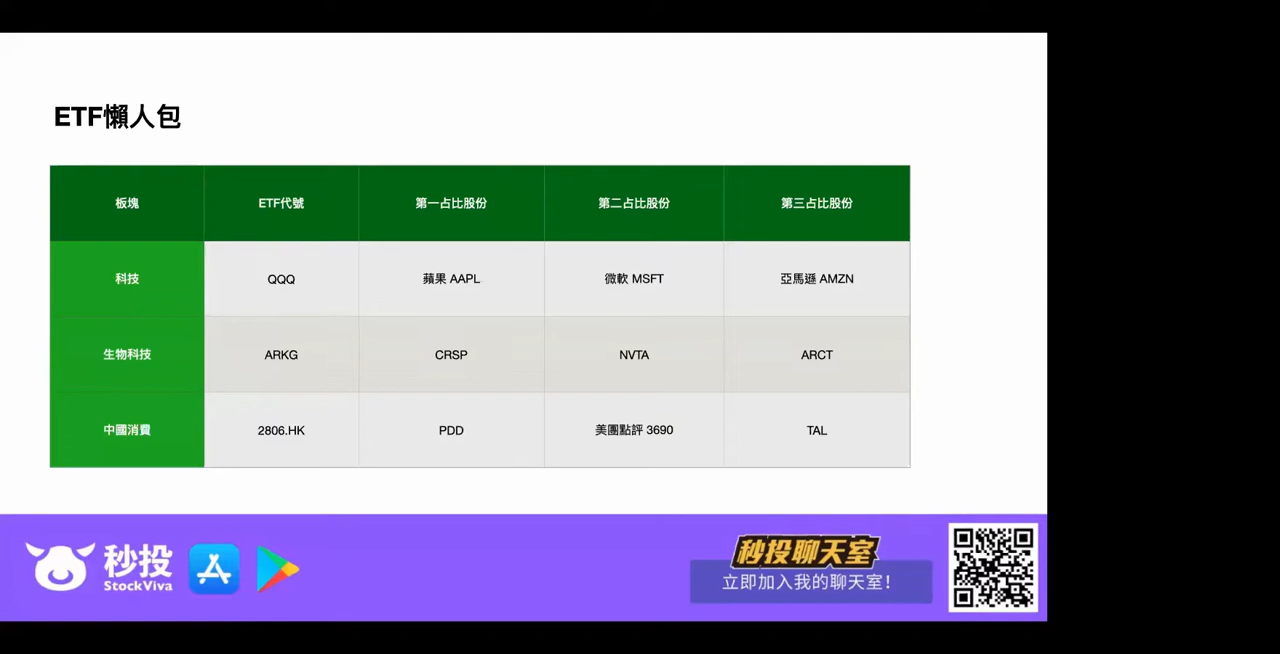 ETF懶人包
板塊 ETF代號 第一占比股份 第二占比股份 第三占比股份
科技 QQQ 蘋果 AAPL 微軟 MSFT 亞馬遜 AMZN
生物科技 ARKG CRSP NVTA ARCT
中國消費 2806.HK PDD 美團點評 3690 TAL
秒投
StockViva
秒投聊天室
立即加入我的聊天室!